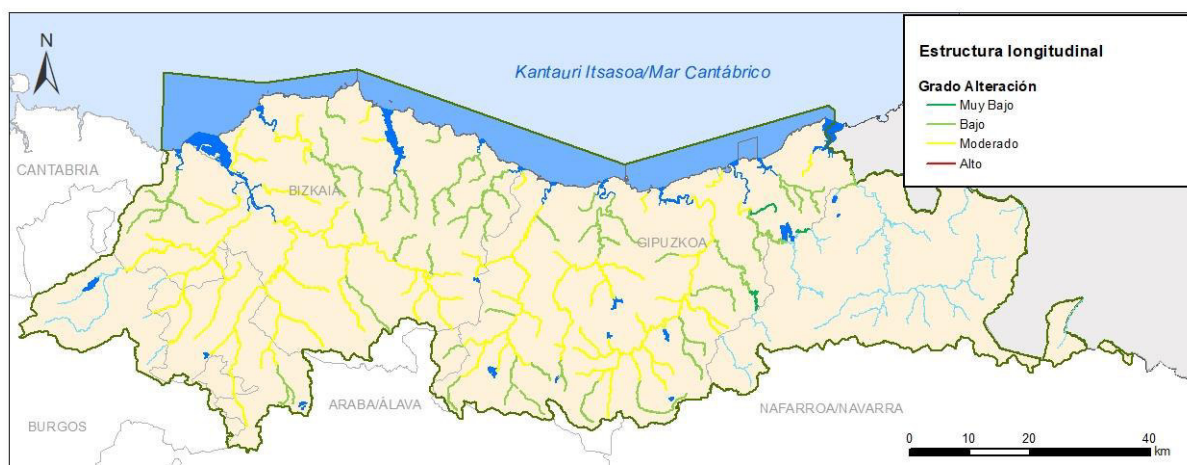 N
Kantauri Itsasoa/Mar Cantábrico
Estructura longitudinal
Grado Alteración
Muy Bajo
Bajo
Moderado
Alto
CANTABRIA
BIZKAIA
GIPUZKOA
ARABA/ÁLAVA
NAFARROA/NAVARRA
BURGOS
0 10 20 40
km